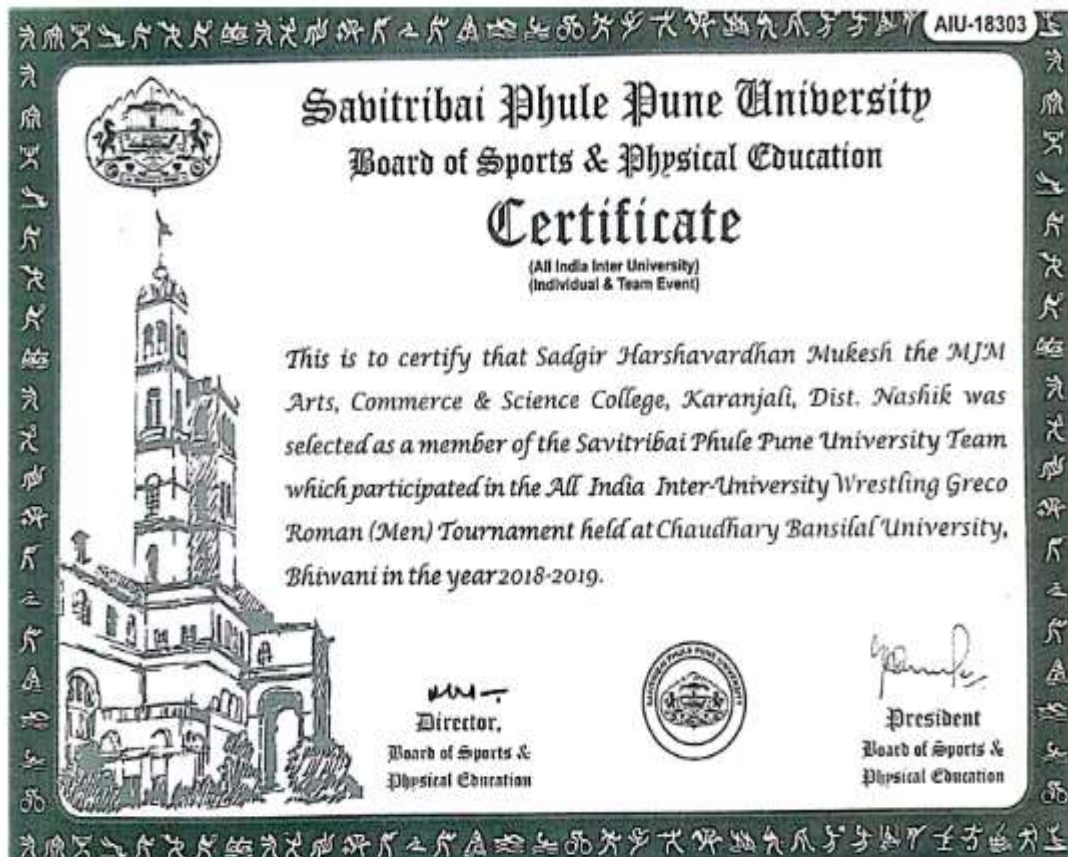 AIU-18303
Savitribai Phule Pune University
Board of Sports & Physical Education
Certificate
(All India Inter University)
(Individual & Team Event)
This is to certify that Sadgir Harshavardhan Mukesh the MJM
Arts, Commerce & Science College, Karanjali, Dist. Nashik was
selected as a member of the Savitribai Phule Pune University Team
which participated in the All India Inter-University Wrestling Greco
Roman (Men) Tournament held at Chaudhary Bansilal University,
Bhiwani in the year 2018-2019.
Director,
Board of Sports &
Physical Education
SAVITRIBAI PHULE PUNE UNIVERSITY
President
Board of Sports &
Physical Education